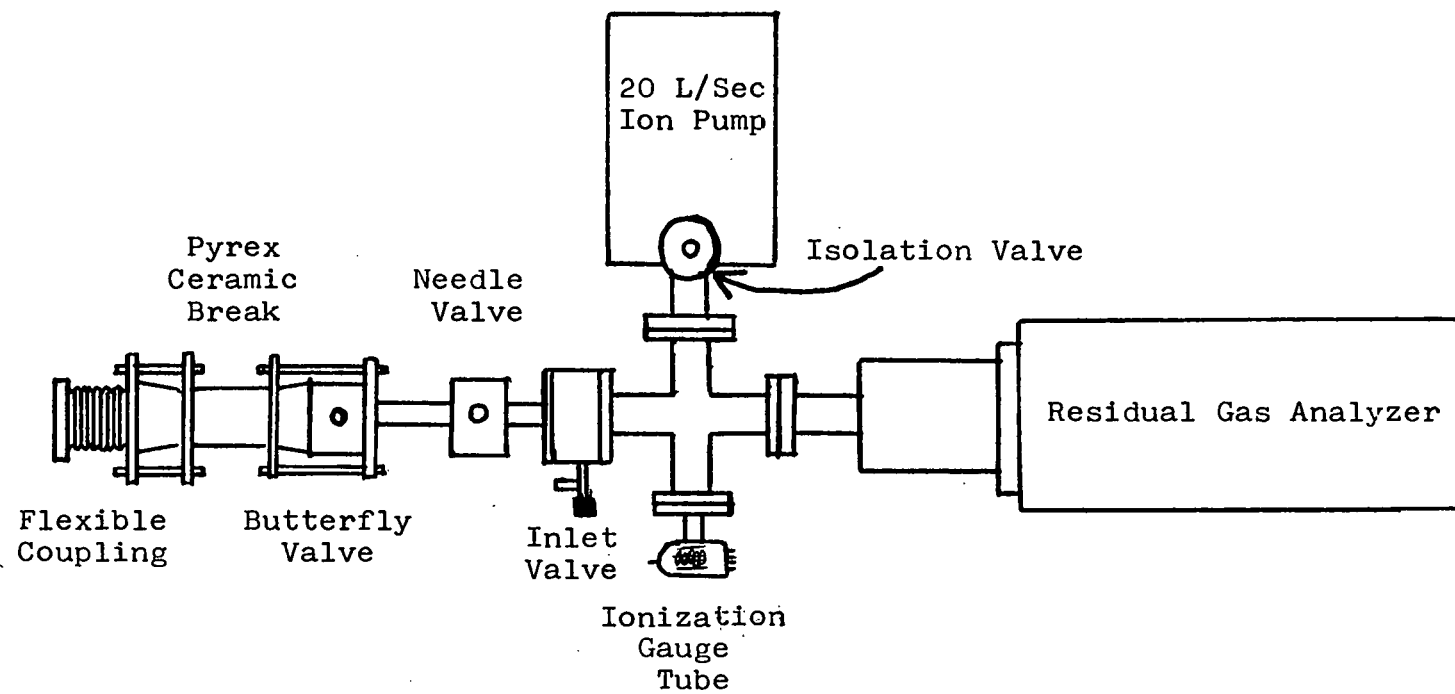 20 L/Sec
Ion Pump
Isolation Valve
Pyrex
Ceramic
Break
Needle
Valve
Residual Gas Analyzer
Flexible
Coupling
Butterfly
Valve
Inlet
Valve
Ionization
Gauge
Tube